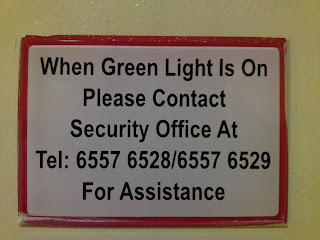 When Green Light Is On
Please Contact
Security Office At
Tel: 6557 6528/6557 6529
For Assistance